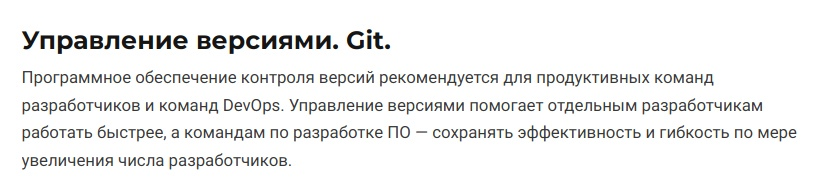 Управление версиями. Git.
Программное обеспечение контроля версий рекомендуется для продуктивных команд
разработчиков и команд DevOps. Управление версиями помогает отдельным разработчикам
работать быстрее, а командам по разработке ПО — сохранять эффективность и гибкость по мере
увеличения числа разработчиков.